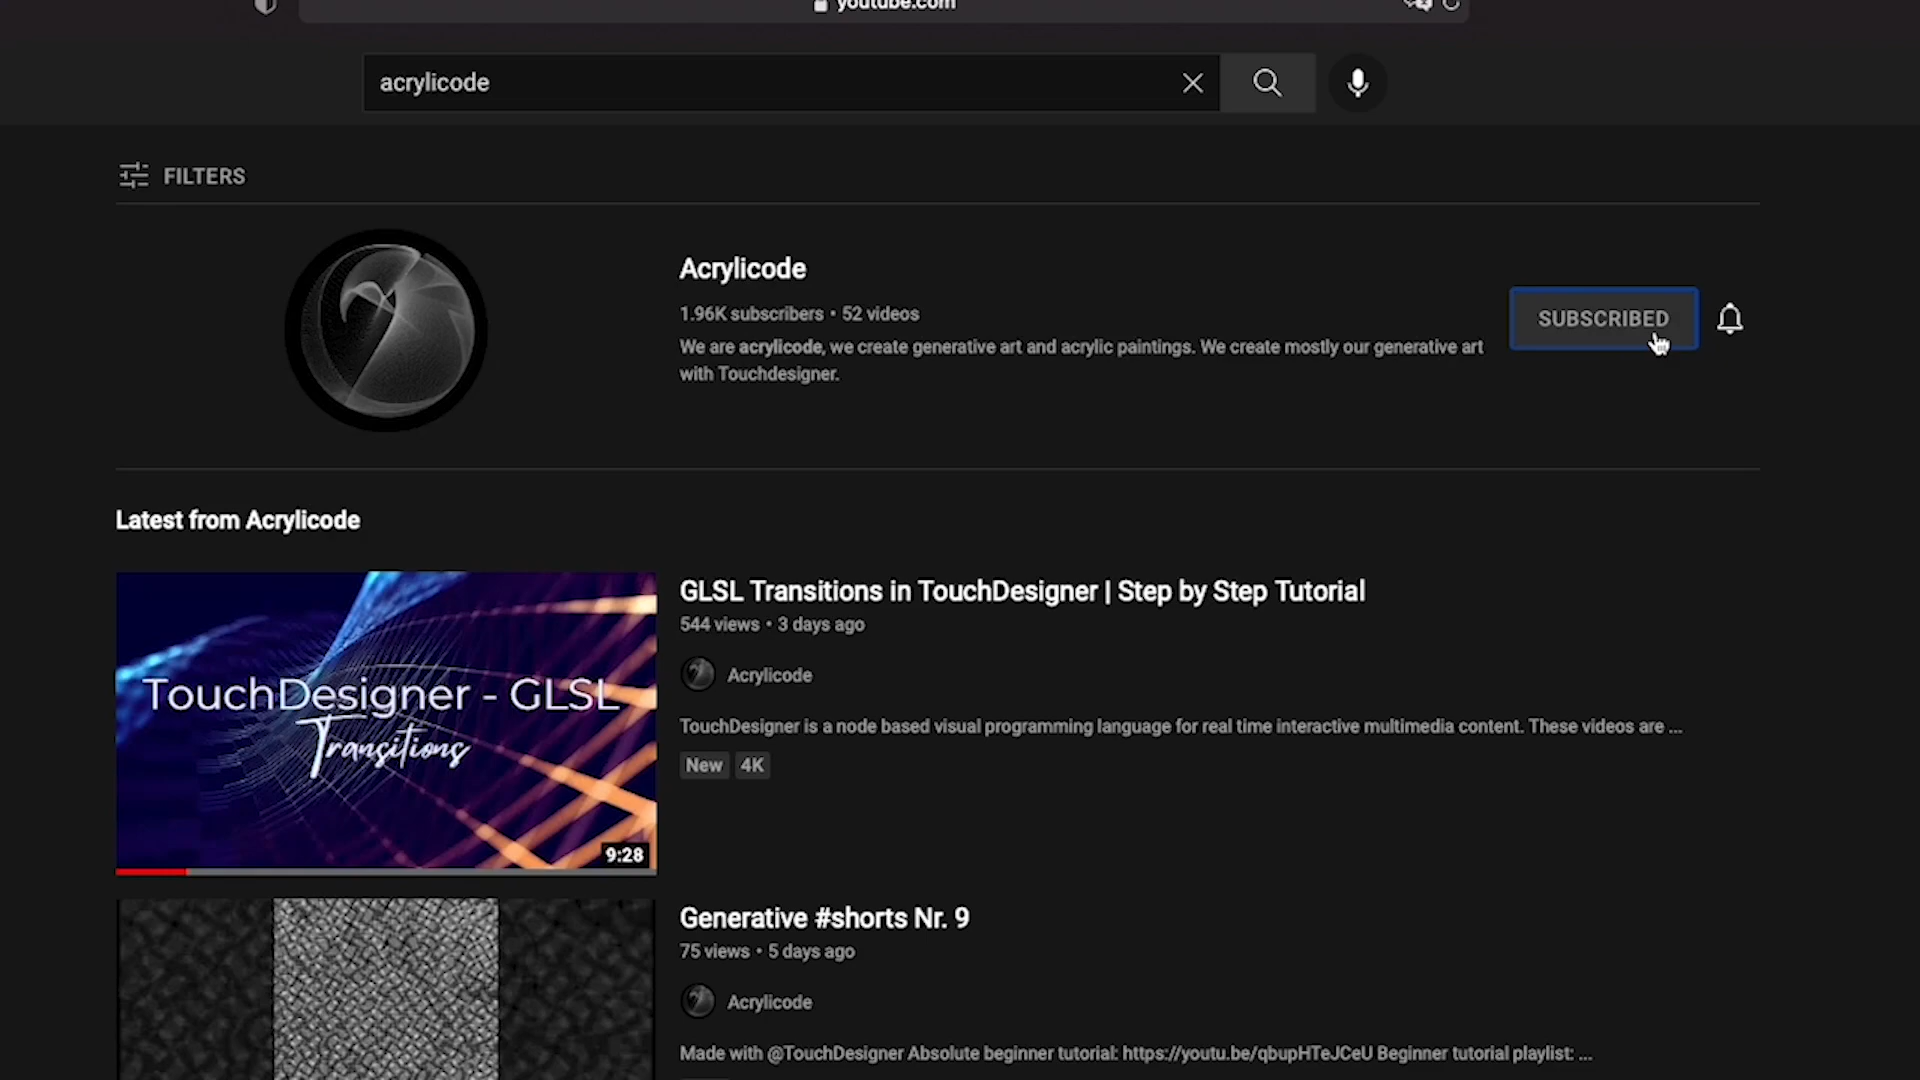 youtube.com
acrylicode
FILTERS
Acrylicode
1.96K subscribers • 52 videos
We are acrylicode, we create generative art and acrylic paintings. We create mostly our generative art
with Touchdesigner.
SUBSCRIBED
Latest from Acrylicode
TouchDesigner - GLSL
Transitions
9:28
GLSL Transitions in TouchDesigner | Step by Step Tutorial
544 views • 3 days ago
Acrylicode
TouchDesigner is a node based visual programming language for real time interactive multimedia content. These videos are ...
New 4K
Generative #shorts Nr. 9
75 views • 5 days ago
Acrylicode
Made with @TouchDesigner Absolute beginner tutorial: https://youtu.be/qbupHTeJCeU Beginner tutorial playlist: ...